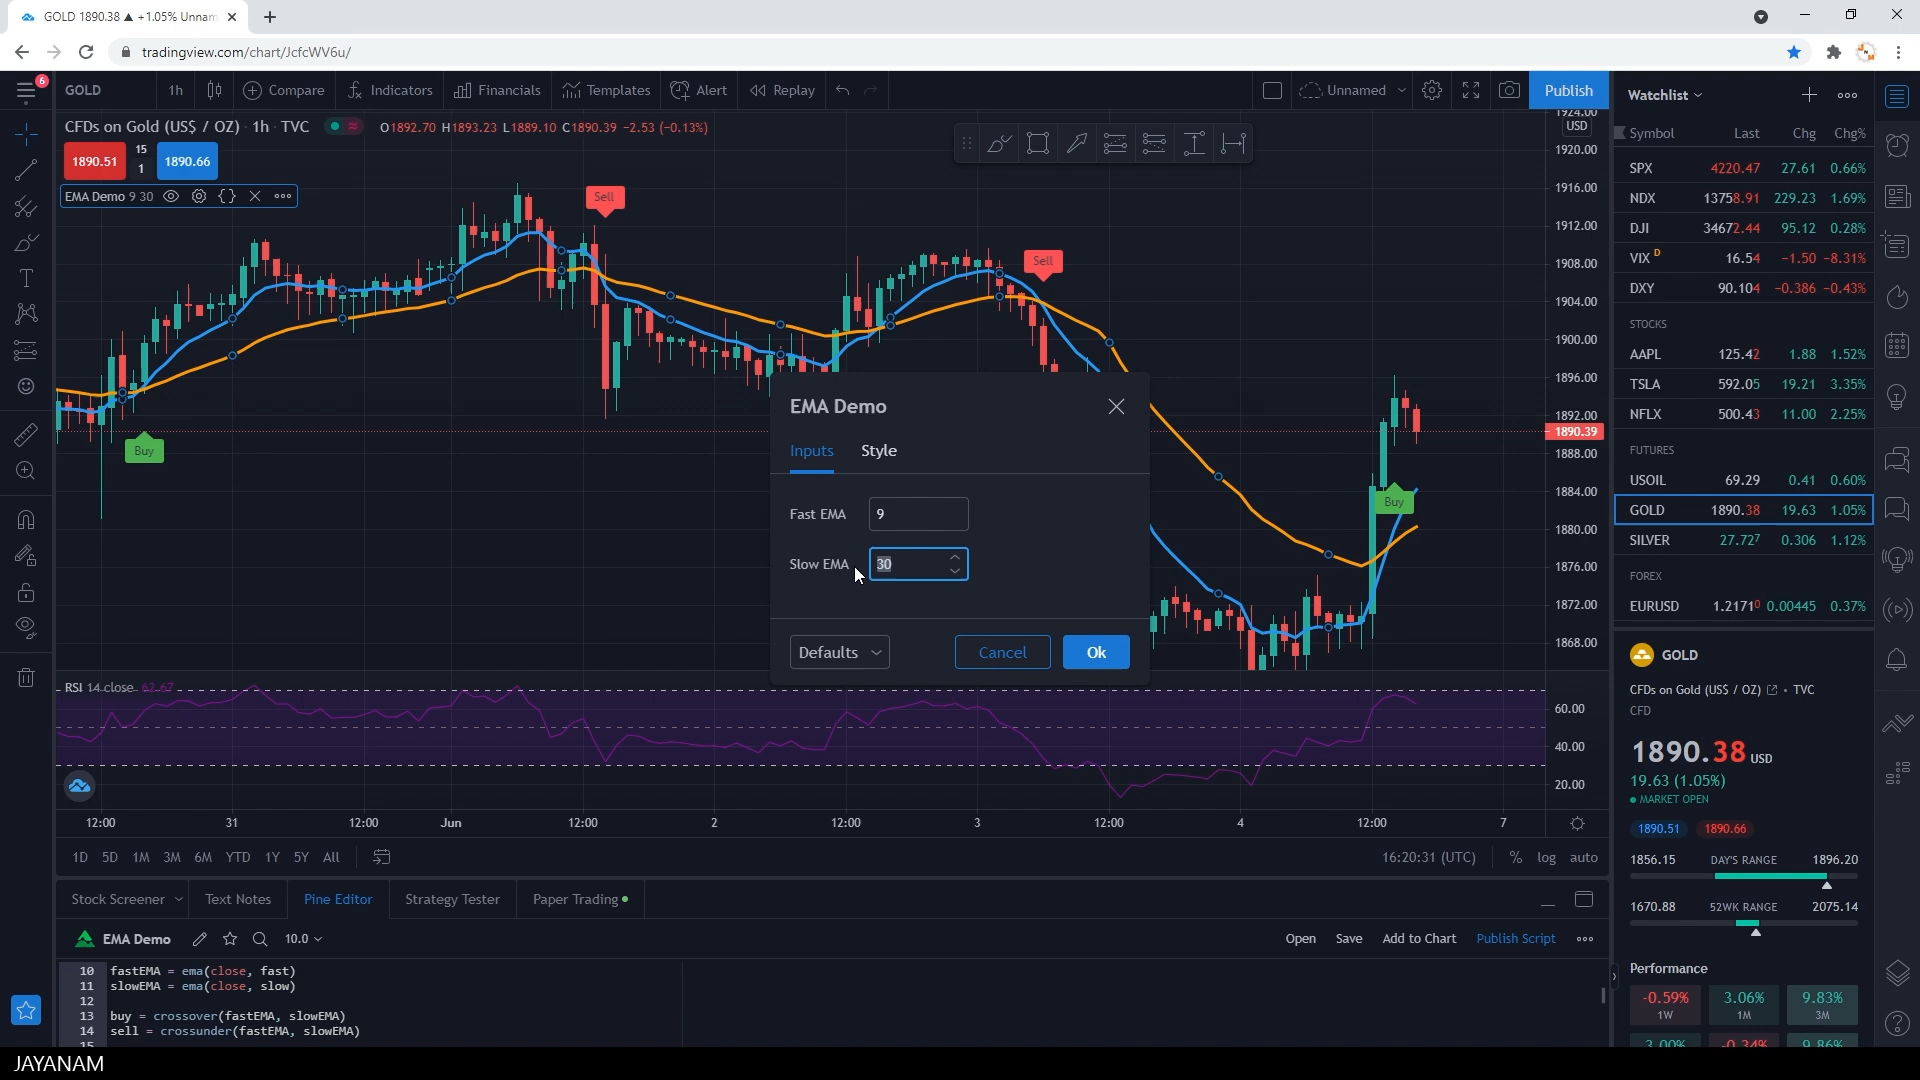 GOLD 1890.38 ▲ +1.05% Unnam
tradingview.com/chart/JcfcWV6u/
6
GOLD 1h Compare Indicators Financials Templates Alert Replay Unnamed Publish
CFDs on Gold (US$ / OZ) · 1h · TVC O1892.70 H1893.23 L1889.10 C1890.39 −2.53 (−0.13%)
1890.51 15 1 1890.66
EMA Demo 9 30
Sell
Sell
Buy
Buy
1924.00
USD
1920.00
1916.00
1912.00
1908.00
1904.00
1900.00
1896.00
1892.00
1890.39
1888.00
1884.00
1880.00
1876.00
1872.00
1868.00
EMA Demo
Inputs Style
Fast EMA 9
Slow EMA 30
Defaults Cancel Ok
RSI 14 close 62.67
60.00
40.00
20.00
12:00 31 12:00 Jun 12:00 2 12:00 3 12:00 4 12:00 7
1D 5D 1M 3M 6M YTD 1Y 5Y All 16:20:31 (UTC) % log auto
Stock Screener Text Notes Pine Editor Strategy Tester Paper Trading
EMA Demo 10.0 Open Save Add to Chart Publish Script
10 fastEMA = ema(close, fast)
11 slowEMA = ema(close, slow)
12
13 buy = crossover(fastEMA, slowEMA)
14 sell = crossunder(fastEMA, slowEMA)
15
Watchlist
Symbol Last Chg Chg%
SPX 4220.47 27.61 0.66%
NDX 13758.91 229.23 1.69%
DJI 34672.44 95.12 0.28%
VIX D 16.54 −1.50 −8.31%
DXY 90.104 −0.386 −0.43%
STOCKS
AAPL 125.42 1.88 1.52%
TSLA 592.05 19.21 3.35%
NFLX 500.43 11.00 2.25%
FUTURES
USOIL 69.29 0.41 0.60%
GOLD 1890.38 19.63 1.05%
SILVER 27.727 0.306 1.12%
FOREX
EURUSD 1.21710 0.00445 0.37%
GOLD
CFDs on Gold (US$ / OZ) • TVC
CFD
1890.38 USD
19.63 (1.05%)
MARKET OPEN
1890.51 1890.66
1856.15 DAY'S RANGE 1896.20
1670.88 52WK RANGE 2075.14
Performance
-0.59% 3.06% 9.83%
1W 1M 3M
3.00% -0.34% 9.86%
JAYANAM